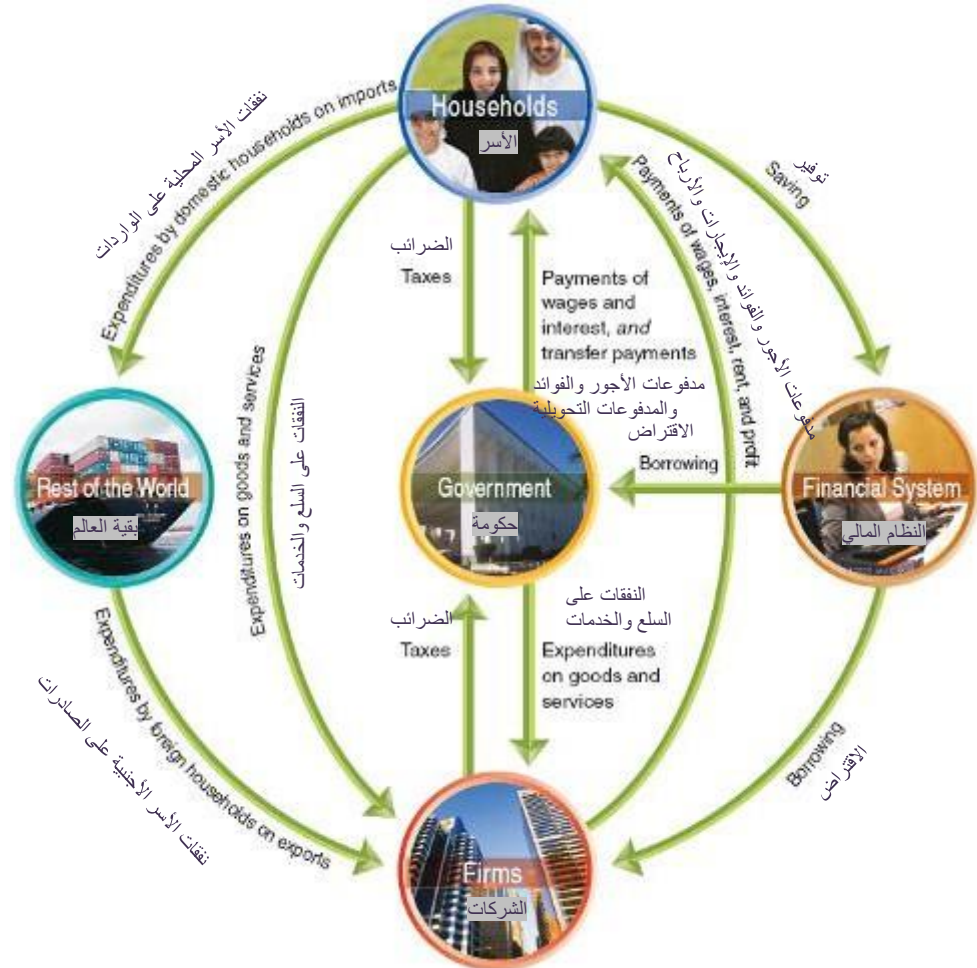 Households
الأسر
نفقات الأسر المحلية على الواردات
Expenditures by domestic households on imports
توفير
Saving
مدفوعات الأجور و الفوائد و الإيجارات و الأرباح
Payments of wages, interest, rent, and profit
الضرائب
Taxes
Payments of
wages and
interest, and
transfer payments
مدفوعات الأجور والفوائد
والمدفوعات التحويلية
الاقتراض
Borrowing
Expenditures on goods and services
النفقات على السلع والخدمات
Rest of the World
بقية العالم
Government
حكومة
Financial System
النظام المالي
النفقات على
السلع والخدمات
Expenditures
on goods and
services
الضرائب
Taxes
Expenditures by foreign households on exports
نفقات الأسر الأجنبية على الصادرات
Borrowing
الاقتراض
Firms
الشركات